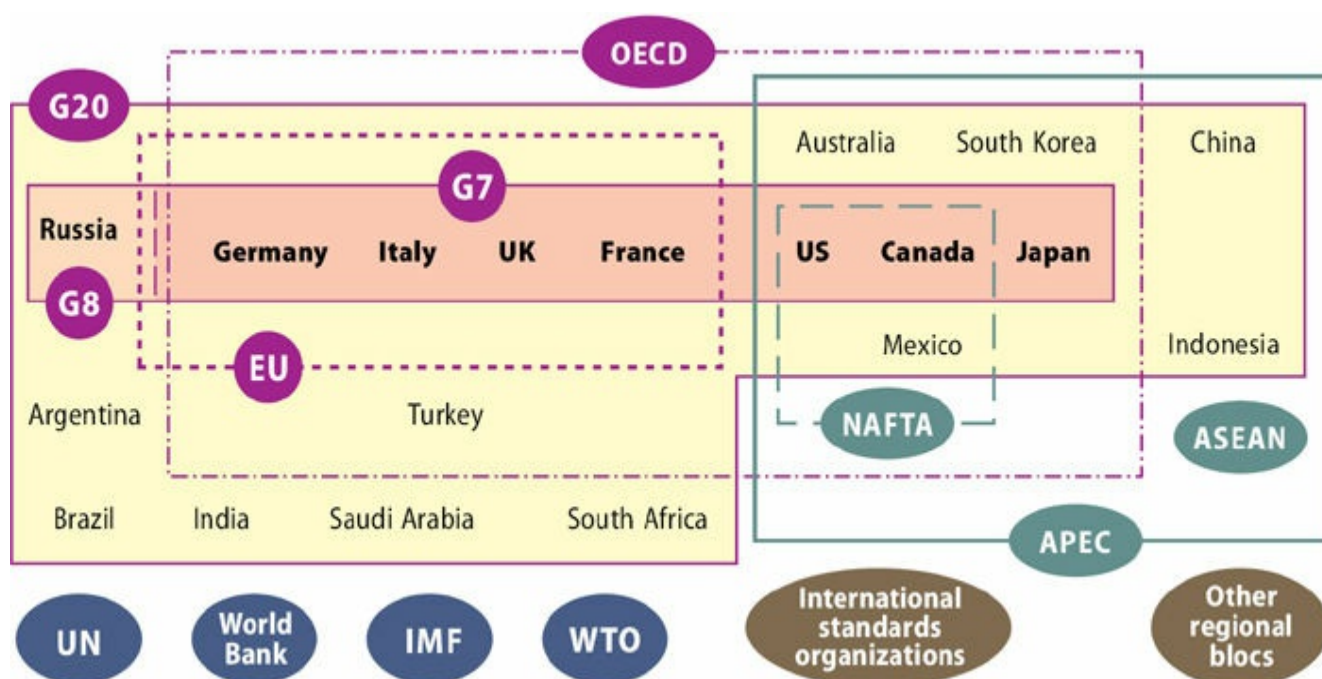 OECD
G20
Australia South Korea China
G7
Russia
Germany Italy UK France US Canada Japan
G8
Mexico Indonesia
EU
Argentina Turkey
NAFTA
ASEAN
Brazil India Saudi Arabia South Africa
APEC
UN
World
Bank
IMF
WTO
International
standards
organizations
Other
regional
blocs